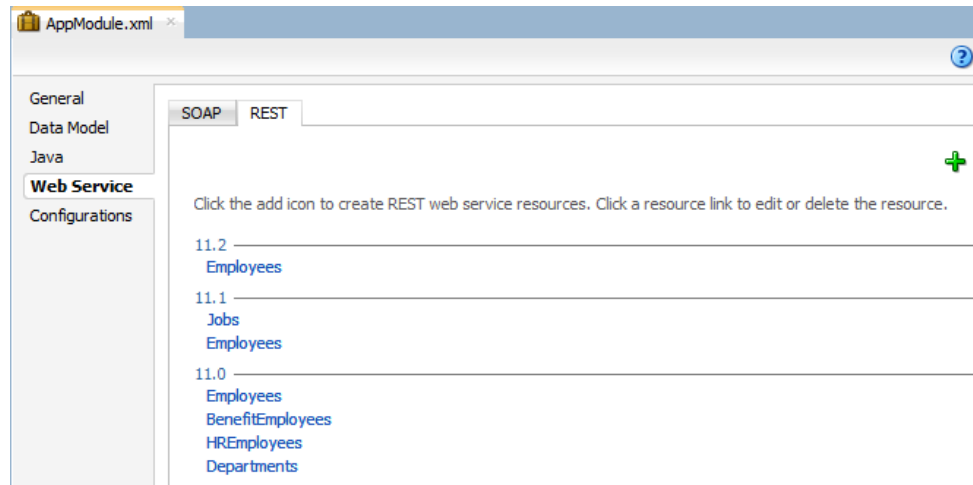 AppModule.xml
?
General
Data Model
Java
Web Service
Configurations
SOAP REST
Click the add icon to create REST web service resources. Click a resource link to edit or delete the resource.
11.2
Employees
11.1
Jobs
Employees
11.0
Employees
BenefitEmployees
HREmployees
Departments